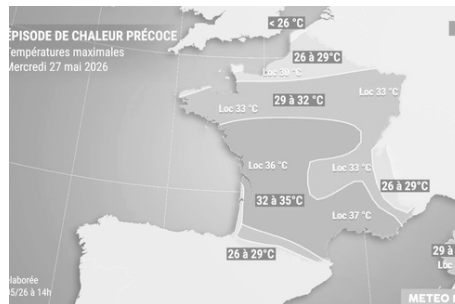 ÉPISODE DE CHALEUR PRÉCOCE
Températures maximales
Mercredi 27 mai 2026
< 26 °C
26 à 29°C
Loc 30 °C
Loc 33 °C
29 à 32 °C
Loc 33 °C
Loc 36 °C
Loc 33°C
26 à 29°C
32 à 35°C
Loc 37 °C
26 à 29°C
29 à
Loc
élaborée
05/26 à 14h
METEO